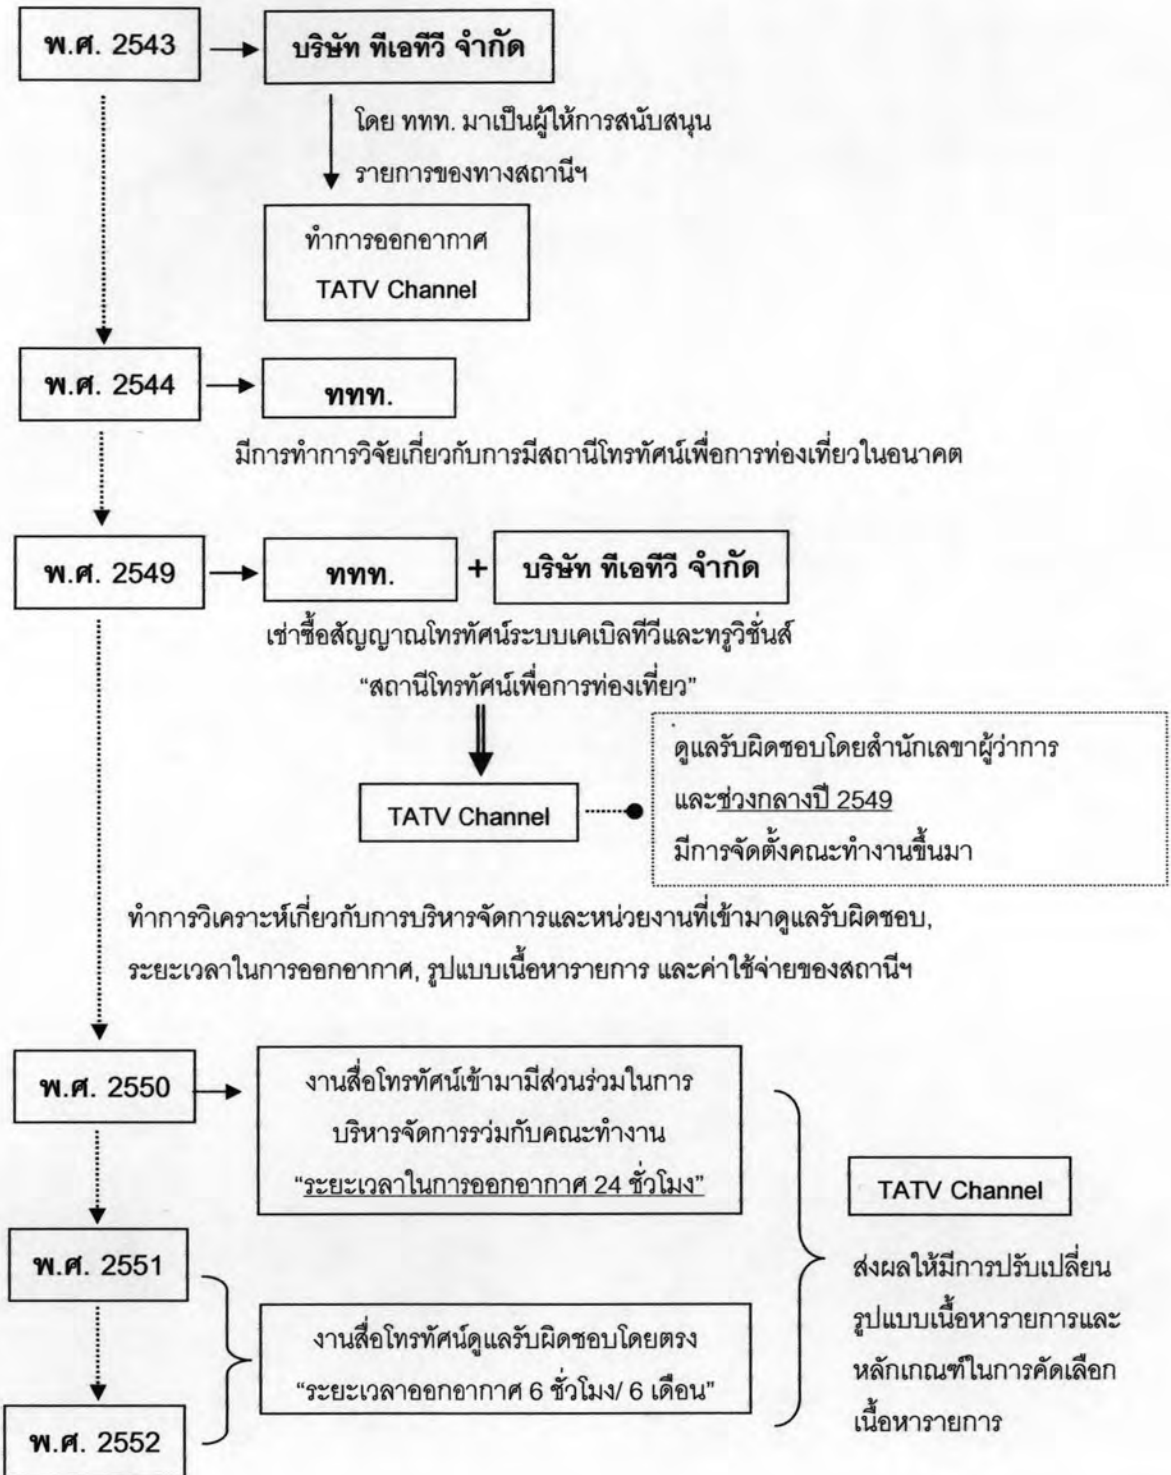 พ.ศ. 2543
บริษัท ทีเอทีวี จำกัด
โดย ททท. มาเป็นผู้ให้การสนับสนุน
รายการของทางสถานีฯ
ทำการออกอากาศ
TATV Channel
พ.ศ. 2544
ททท.
มีการทำการวิจัยเกี่ยวกับการมีสถานีโทรทัศน์เพื่อการท่องเที่ยวในอนาคต
พ.ศ. 2549
ททท.
+
บริษัท ทีเอทีวี จำกัด
เช่าซื้อสัญญาณโทรทัศน์ระบบเคเบิลทีวีและทรูวิชั่นส์
“สถานีโทรทัศน์เพื่อการท่องเที่ยว”
TATV Channel
ดูแลรับผิดชอบโดยสำนักเลขาผู้ว่าการ
และช่วงกลางปี 2549
มีการจัดตั้งคณะทำงานขึ้นมา
ทำการวิเคราะห์เกี่ยวกับการบริหารจัดการและหน่วยงานที่เข้ามาดูแลรับผิดชอบ,
ระยะเวลาในการออกอากาศ, รูปแบบเนื้อหารายการ และค่าใช้จ่ายของสถานีฯ
พ.ศ. 2550
งานสื่อโทรทัศน์เข้ามามีส่วนร่วมในการ
บริหารจัดการรว่มกับคณะทำงาน
“ระยะเวลาในการออกอากาศ 24 ชั่วโมง”
TATV Channel
ส่งผลให้มีการปรับเปลี่ยน
รูปแบบเนื้อหารายการและ
หลักเกณฑ์ในการคัดเลือก
เนื้อหารายการ
พ.ศ. 2551
งานสื่อโทรทัศน์ดูแลรับผิดชอบโดยตรง
“ระยะเวลาออกอากาศ 6 ชั่วโมง/ 6 เดือน”
พ.ศ. 2552